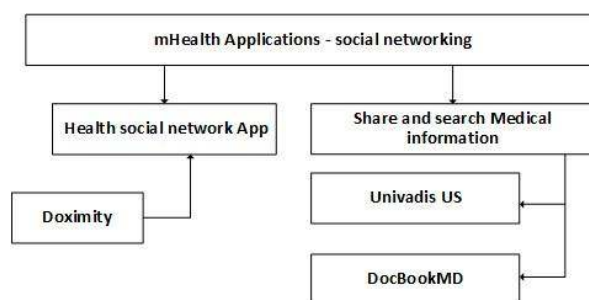 mHealth Applications - social networking
Health social network App
Share and search Medical
information
Doximity
Univadis US
DocBookMD